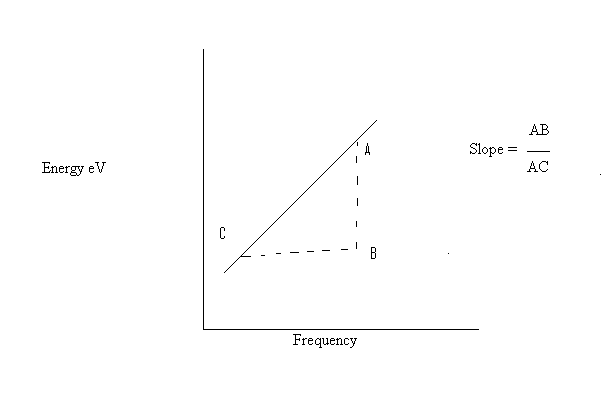 AB
Slope =
AC
A
Energy eV
C
B
Frequency